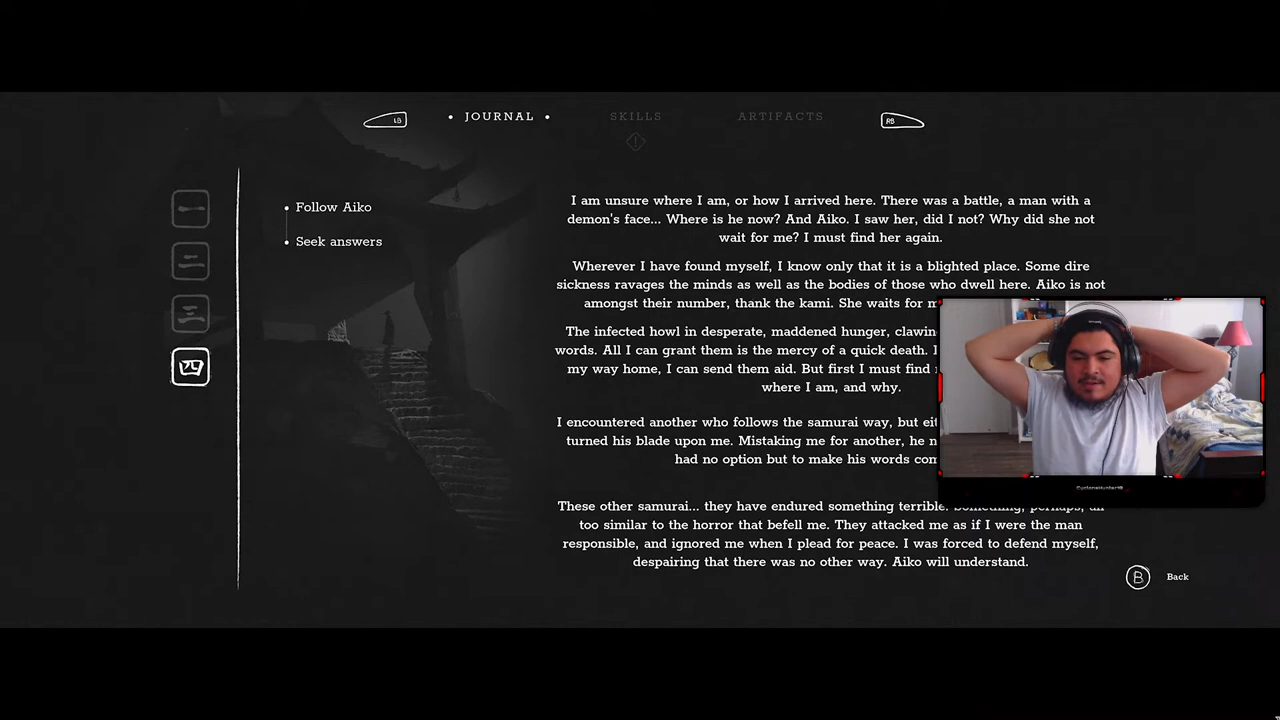 LB
• JOURNAL •
SKILLS
ARTIFACTS
RB
!
一
二
三
四
• Follow Aiko
• Seek answers
I am unsure where I am, or how I arrived here. There was a battle, a man with a
demon's face... Where is he now? And Aiko. I saw her, did I not? Why did she not
wait for me? I must find her again.
Wherever I have found myself, I know only that it is a blighted place. Some dire
sickness ravages the minds as well as the bodies of those who dwell here. Aiko is not
amongst their number, thank the kami. She waits for
The infected howl in desperate, maddened hunger,
words. All I can grant them is the mercy of a quick death.
my way home, I can send them aid. But first I must find
where I am, and why.
I encountered another who follows the samurai way, but
turned his blade upon me. Mistaking me for another, he
had no option but to make his words
These other samurai... they have endured something terrible.
too similar to the horror that befell me. They attacked me as if I were the man
responsible, and ignored me when I plead for peace. I was forced to defend myself,
despairing that there was no other way. Aiko will understand.
B Back